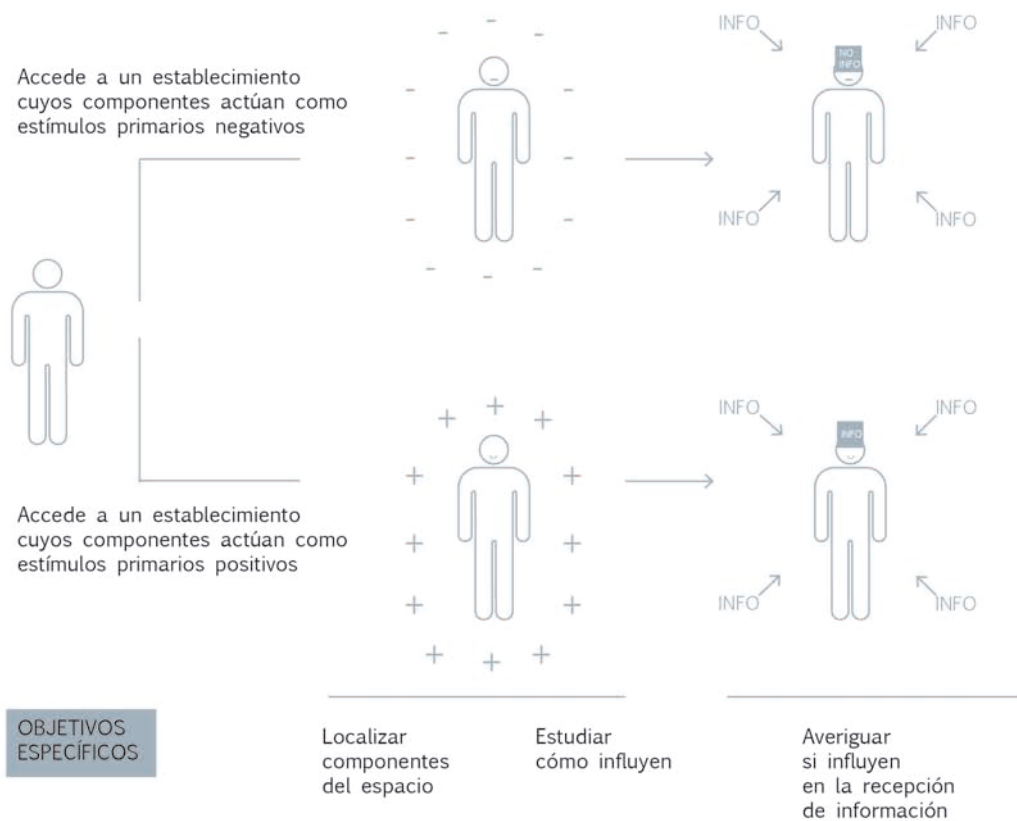 INFO
INFO
NO
INFO
Accede a un establecimiento
cuyos componentes actúan como
estímulos primarios negativos
INFO
INFO
INFO
INFO
INFO
Accede a un establecimiento
cuyos componentes actúan como
estímulos primarios positivos
INFO
INFO
OBJETIVOS
ESPECÍFICOS
Localizar
componentes
del espacio
Estudiar
cómo influyen
Averiguar
si influyen
en la recepción
de información